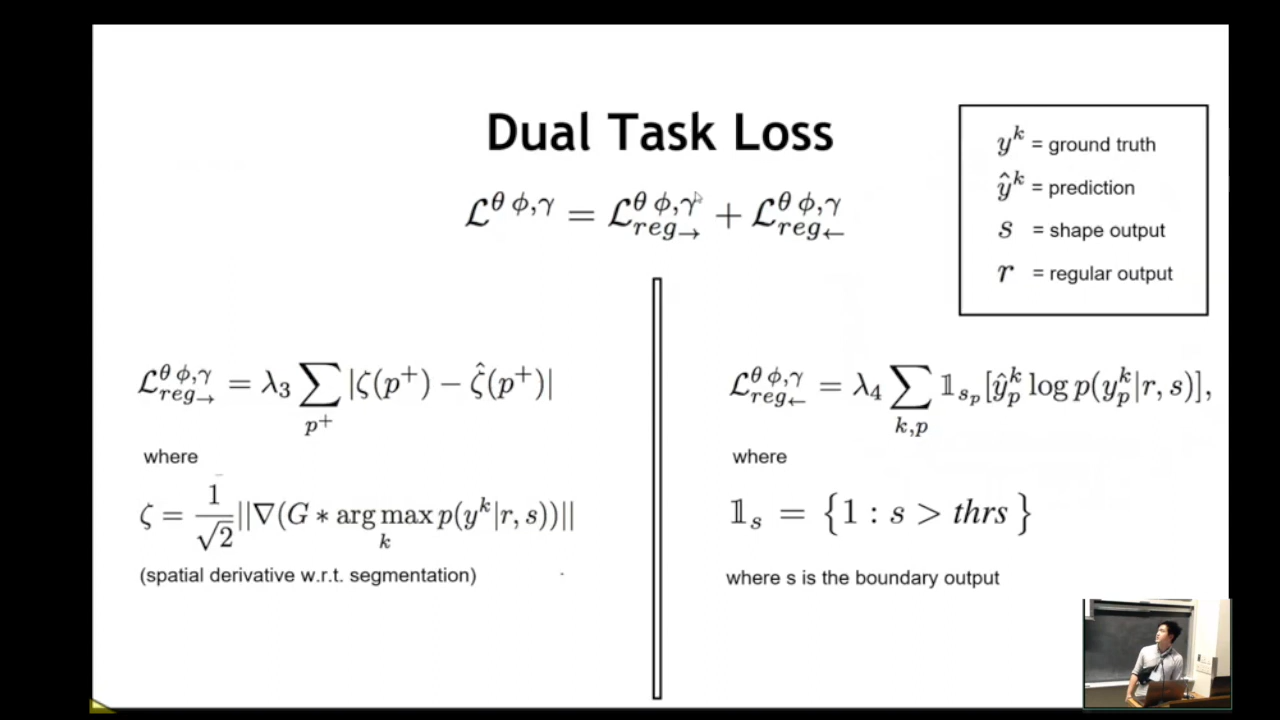 Dual Task Loss
ℒ^{θ ϕ,γ} = ℒ^{θ ϕ,γ}_{reg→} + ℒ^{θ ϕ,γ}_{reg←}
y^k = ground truth
ŷ^k = prediction
s = shape output
r = regular output
ℒ^{θ ϕ,γ}_{reg→} = λ_3 ∑_{p^+} |ζ(p^+) − ζ̂(p^+)|
where
ζ = \frac{1}{√2} ||∇(G ∗ arg max_k p(y^k|r, s))||
(spatial derivative w.r.t. segmentation)
ℒ^{θ ϕ,γ}_{reg←} = λ_4 ∑_{k,p} 𝟙_{s_p} [ŷ^k_p log p(y^k_p|r, s)],
where
𝟙_s = {1 : s > thrs }
where s is the boundary output